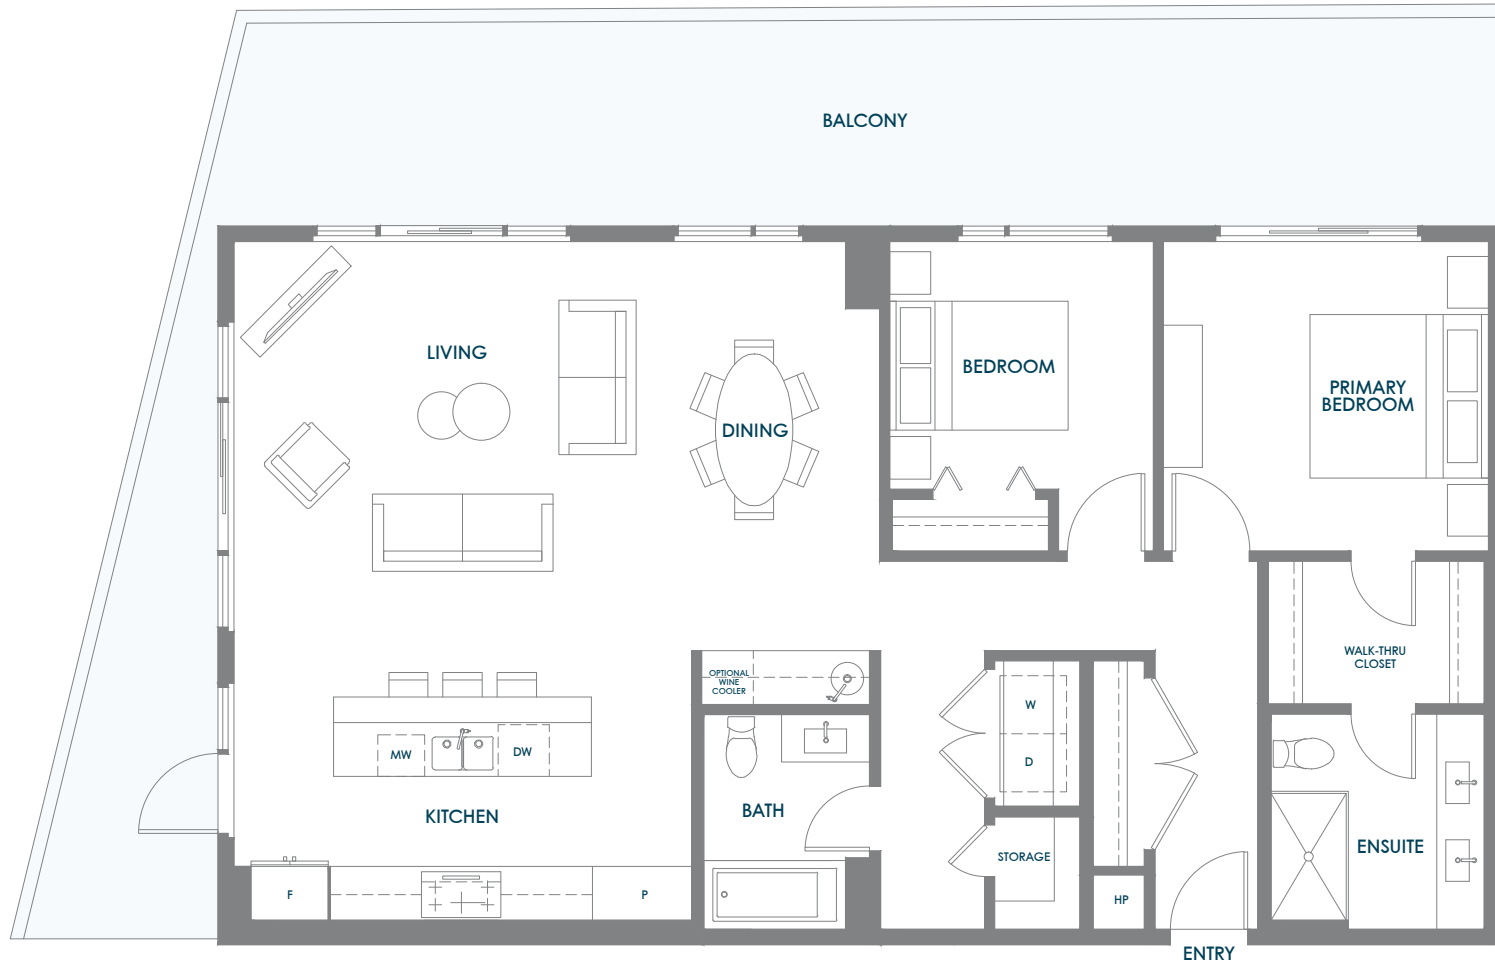 BALCONY
LIVING
BEDROOM
PRIMARY
BEDROOM
DINING
WALK-THRU
CLOSET
OPTIONAL
WINE
COOLER
W
MW
DW
D
BATH
KITCHEN
ENSUITE
STORAGE
F
P
HP
ENTRY